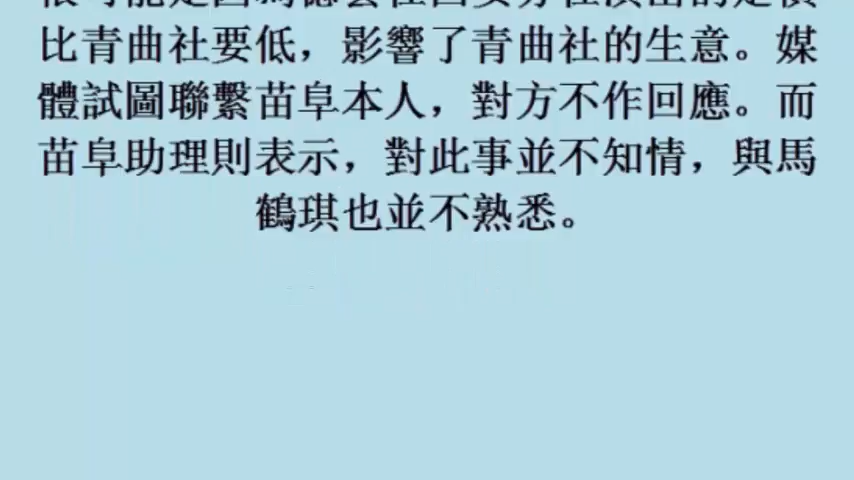 比青曲社要低，影響了青曲社的生意。媒
體試圖聯繫苗阜本人，對方不作回應。而
苗阜助理則表示，對此事並不知情，與馬
鶴琪也並不熟悉。